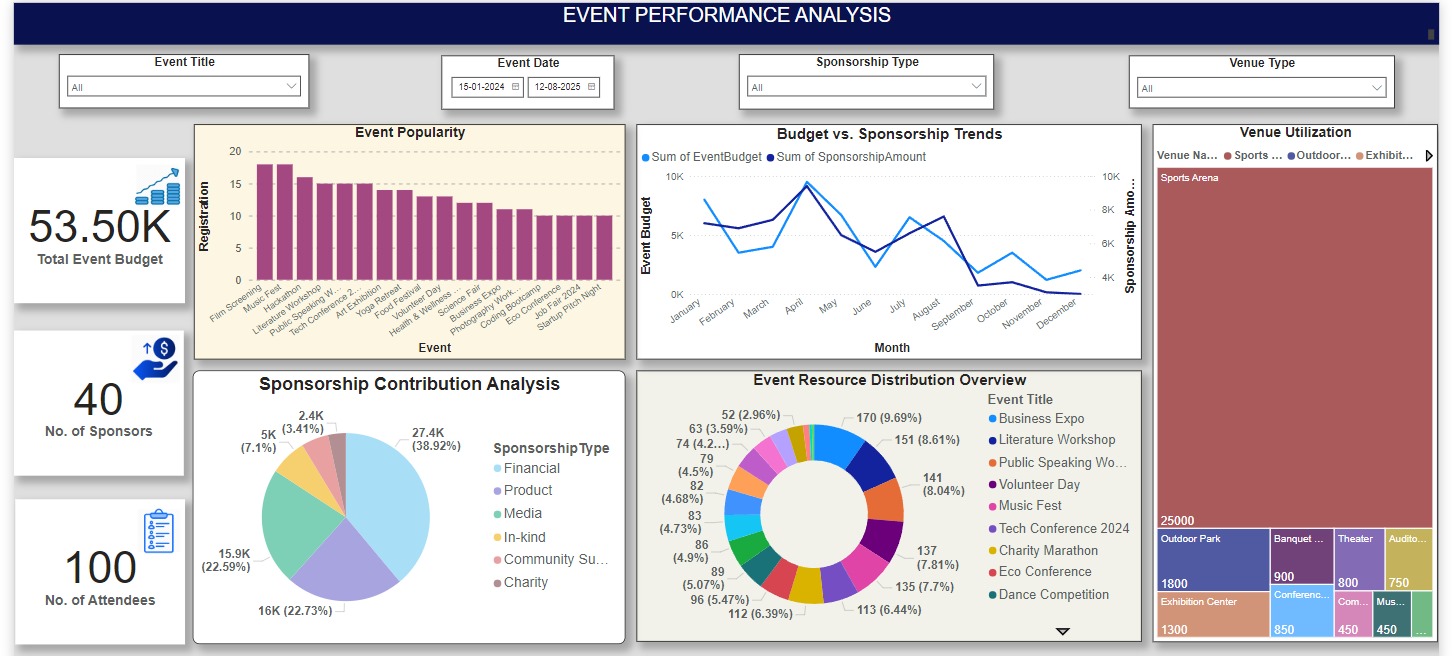 EVENT PERFORMANCE ANALYSIS
Event Title
All
Event Date
15-01-2024
12-08-2025
Sponsorship Type
All
Venue Type
All
53.50K
Total Event Budget
40
No. of Sponsors
100
No. of Attendees
Event Popularity
Registration
20
15
10
5
0
Film Screening
Music Fest
Hackathon
Literature Workshop
Public Speaking W...
Tech Conference 2...
Art Exhibition
Yoga Retreat
Food Festival
Volunteer Day
Health & Wellness ...
Science Fair
Business Expo
Photography Work...
Coding Bootcamp
Eco Conference
Job Fair 2024
Startup Pitch Night
Event
Budget vs. Sponsorship Trends
Sum of EventBudget
Sum of SponsorshipAmount
Event Budget
10K
5K
0K
10K
8K
6K
4K
Sponsorship Amo...
January
February
March
April
May
June
July
August
September
October
November
December
Month
Venue Utilization
Venue Na...
Sports ...
Outdoor...
Exhibit...
Sports Arena
25000
Outdoor Park
1800
Exhibition Center
1300
Banquet ...
900
Conferenc...
850
Theater
800
Audito...
750
Com...
450
Mus...
450
...
Sponsorship Contribution Analysis
27.4K
(38.92%)
16K (22.73%)
15.9K
(22.59%)
5K
(7.1%)
2.4K
(3.41%)
SponsorshipType
Financial
Product
Media
In-kind
Community Su...
Charity
Event Resource Distribution Overview
170 (9.69%)
151 (8.61%)
141
(8.04%)
137
(7.81%)
135 (7.7%)
113 (6.44%)
112 (6.39%)
96 (5.47%)
89
(5.07%)
86
(4.9%)
83
(4.73%)
82
(4.68%)
79
(4.5%)
74 (4.2...)
63 (3.59%)
52 (2.96%)
Event Title
Business Expo
Literature Workshop
Public Speaking Wo...
Volunteer Day
Music Fest
Tech Conference 2024
Charity Marathon
Eco Conference
Dance Competition